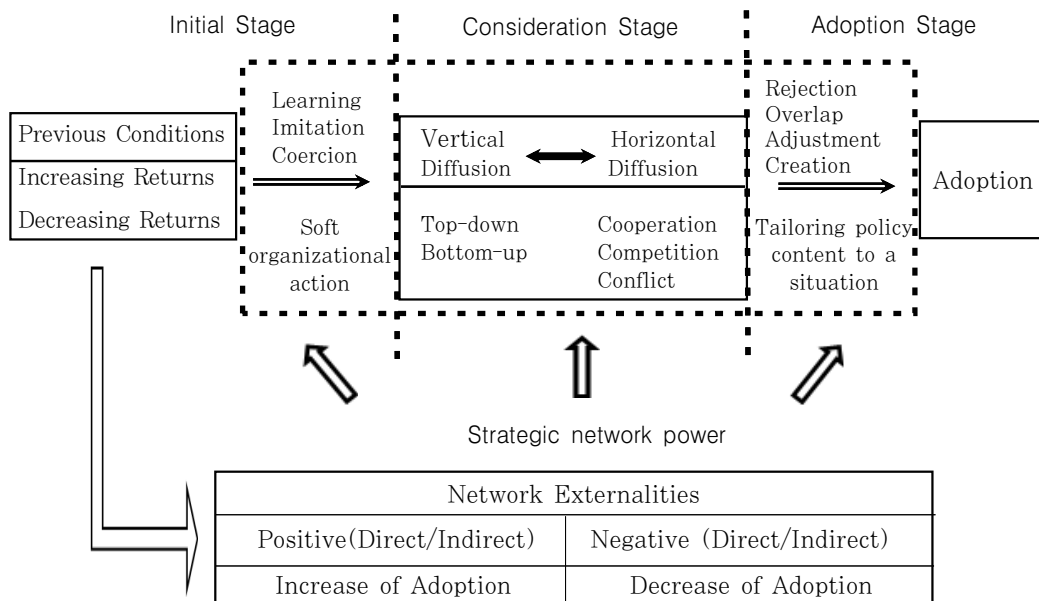 Initial Stage
Consideration Stage
Adoption Stage
Previous Conditions
Increasing Returns
Decreasing Returns
Learning
Imitation
Coercion
Soft
organizational
action
Vertical
Diffusion
Horizontal
Diffusion
Top-down
Bottom-up
Cooperation
Competition
Conflict
Rejection
Overlap
Adjustment
Creation
Tailoring policy
content to a
situation
Adoption
Strategic network power
Network Externalities
Positive(Direct/Indirect)
Negative (Direct/Indirect)
Increase of Adoption
Decrease of Adoption